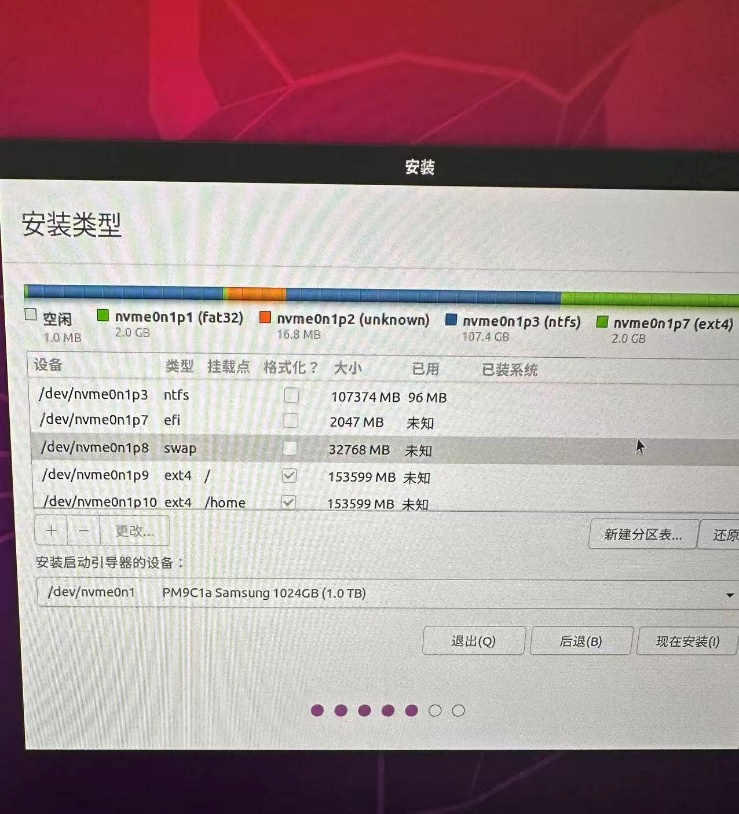 安装
安装类型
空闲 nvme0n1p1 (fat32) nvme0n1p2 (unknown) nvme0n1p3 (ntfs) nvme0n1p7 (ext4)
1.0 MB 2.0 GB 16.8 MB 107.4 GB 2.0 GB
设备 类型 挂载点 格式化？ 大小 已用 已装系统
/dev/nvme0n1p3 ntfs 107374 MB 96 MB
/dev/nvme0n1p7 efi 2047 MB 未知
/dev/nvme0n1p8 swap 32768 MB 未知
/dev/nvme0n1p9 ext4 / 153599 MB 未知
/dev/nvme0n1p10 ext4 /home 153599 MB 未知
+ − 更改... 新建分区表... 还原
安装启动引导器的设备：
/dev/nvme0n1 PM9C1a Samsung 1024GB (1.0 TB)
退出(Q) 后退(B) 现在安装(I)